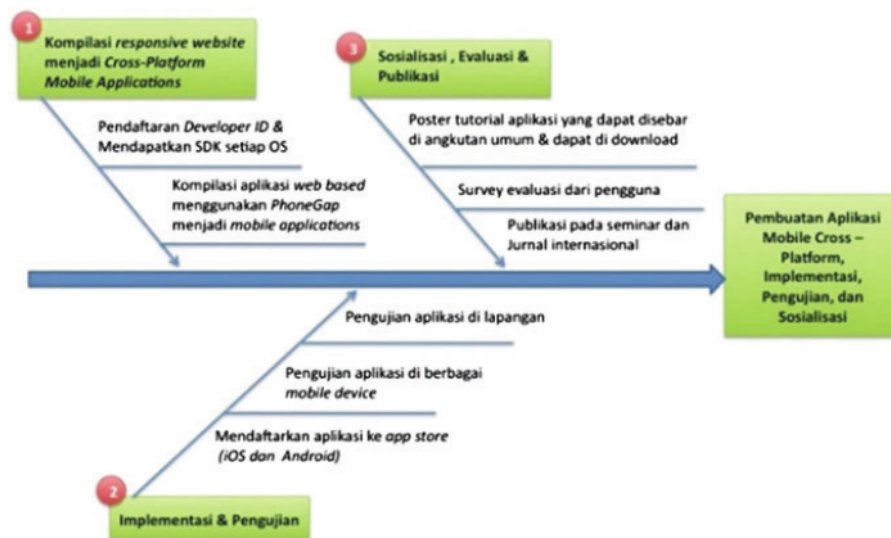 1
Kompilasi responsive website
menjadi Cross-Platform
Mobile Applications
Pendaftaran Developer ID &
Mendapatkan SDK setiap OS
Kompilasi aplikasi web based
menggunakan PhoneGap
menjadi mobile applications
3
Sosialisasi , Evaluasi &
Publikasi
Poster tutorial aplikasi yang dapat disebar
di angkutan umum & dapat di download
Survey evaluasi dari pengguna
Publikasi pada seminar dan
Jurnal internasional
Pembuatan Aplikasi
Mobile Cross –
Platform,
Implementasi,
Pengujian, dan
Sosialisasi
Pengujian aplikasi di lapangan
Pengujian aplikasi di berbagai
mobile device
Mendaftarkan aplikasi ke app store
(iOS dan Android)
2
Implementasi & Pengujian